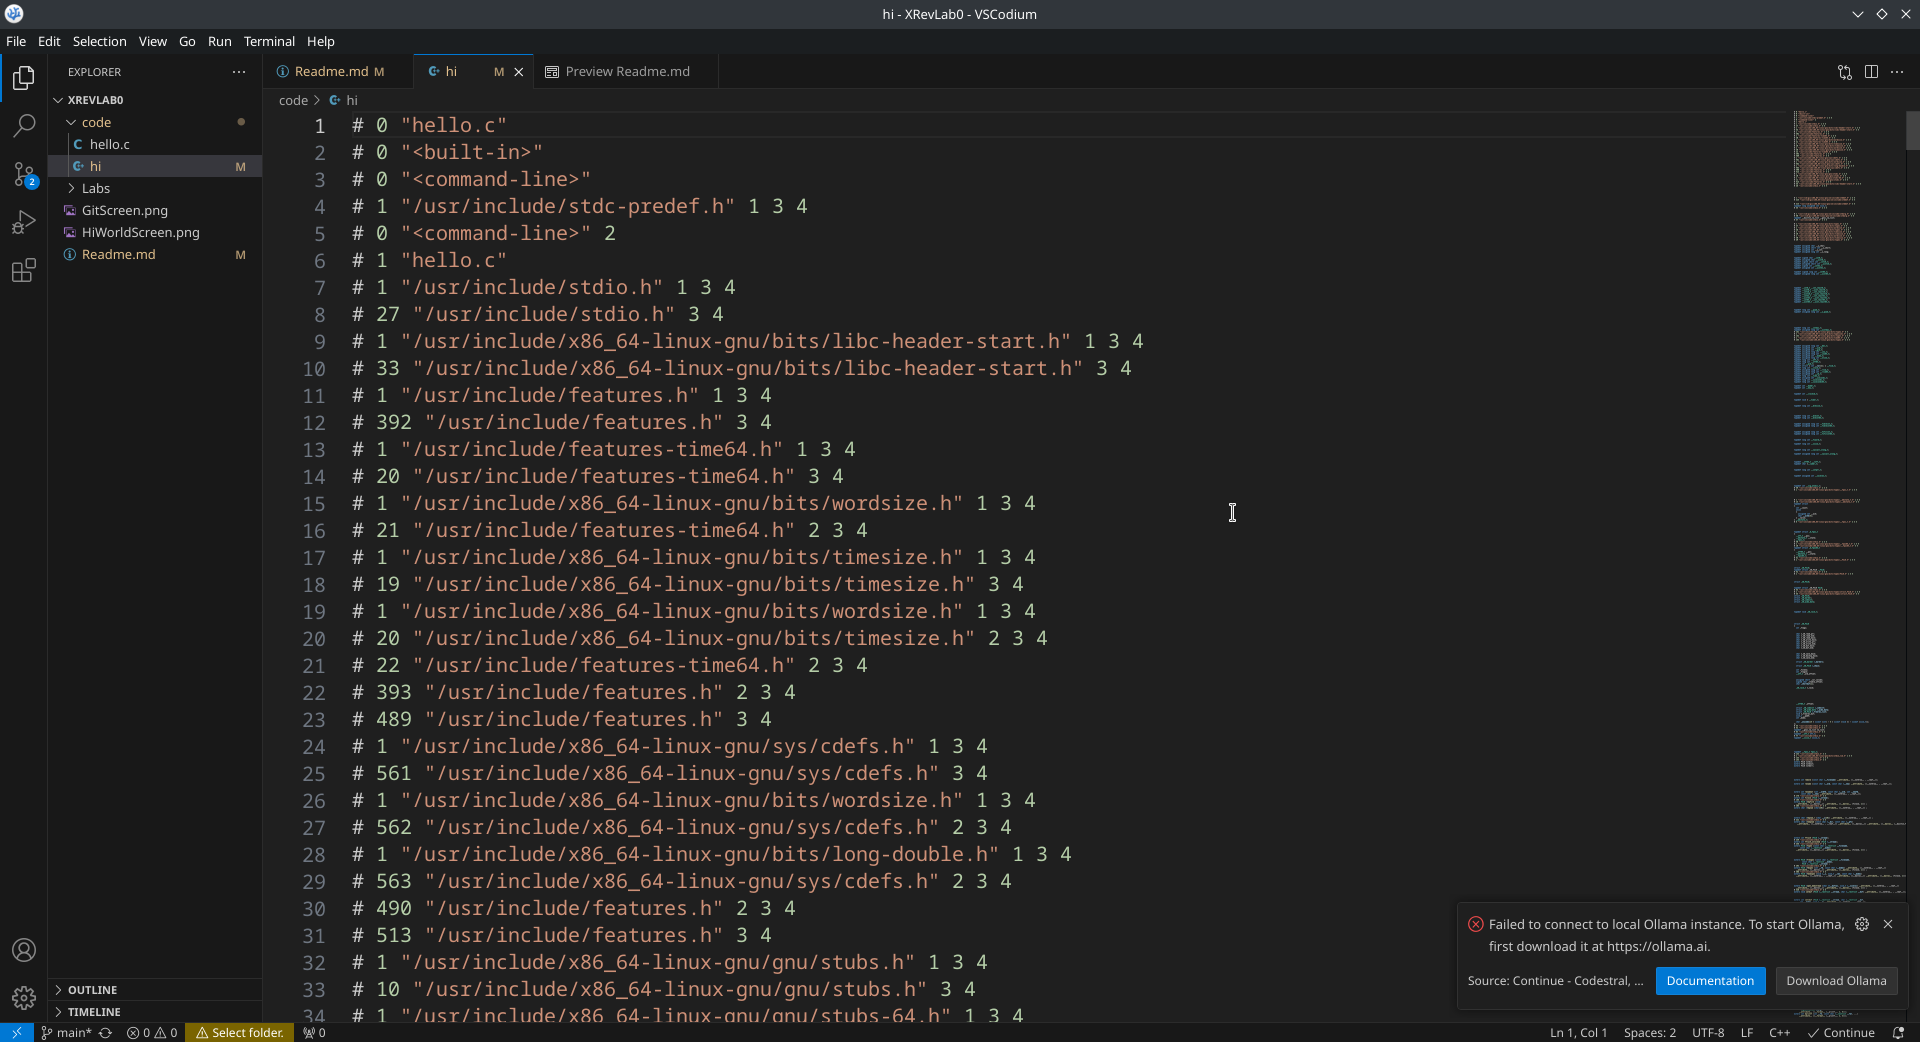 hi - XRevLab0 - VSCodium
File Edit Selection View Go Run Terminal Help
EXPLORER
Readme.md M
hi M
Preview Readme.md
XREVLAB0
code
hello.c
hi M
Labs
GitScreen.png
HiWorldScreen.png
Readme.md M
2
OUTLINE
TIMELINE
code > hi
1 # 0 "hello.c"
2 # 0 "<built-in>"
3 # 0 "<command-line>"
4 # 1 "/usr/include/stdc-predef.h" 1 3 4
5 # 0 "<command-line>" 2
6 # 1 "hello.c"
7 # 1 "/usr/include/stdio.h" 1 3 4
8 # 27 "/usr/include/stdio.h" 3 4
9 # 1 "/usr/include/x86_64-linux-gnu/bits/libc-header-start.h" 1 3 4
10 # 33 "/usr/include/x86_64-linux-gnu/bits/libc-header-start.h" 3 4
11 # 1 "/usr/include/features.h" 1 3 4
12 # 392 "/usr/include/features.h" 3 4
13 # 1 "/usr/include/features-time64.h" 1 3 4
14 # 20 "/usr/include/features-time64.h" 3 4
15 # 1 "/usr/include/x86_64-linux-gnu/bits/wordsize.h" 1 3 4
16 # 21 "/usr/include/features-time64.h" 2 3 4
17 # 1 "/usr/include/x86_64-linux-gnu/bits/timesize.h" 1 3 4
18 # 19 "/usr/include/x86_64-linux-gnu/bits/timesize.h" 3 4
19 # 1 "/usr/include/x86_64-linux-gnu/bits/wordsize.h" 1 3 4
20 # 20 "/usr/include/x86_64-linux-gnu/bits/timesize.h" 2 3 4
21 # 22 "/usr/include/features-time64.h" 2 3 4
22 # 393 "/usr/include/features.h" 2 3 4
23 # 489 "/usr/include/features.h" 3 4
24 # 1 "/usr/include/x86_64-linux-gnu/sys/cdefs.h" 1 3 4
25 # 561 "/usr/include/x86_64-linux-gnu/sys/cdefs.h" 3 4
26 # 1 "/usr/include/x86_64-linux-gnu/bits/wordsize.h" 1 3 4
27 # 562 "/usr/include/x86_64-linux-gnu/sys/cdefs.h" 2 3 4
28 # 1 "/usr/include/x86_64-linux-gnu/bits/long-double.h" 1 3 4
29 # 563 "/usr/include/x86_64-linux-gnu/sys/cdefs.h" 2 3 4
30 # 490 "/usr/include/features.h" 2 3 4
31 # 513 "/usr/include/features.h" 3 4
32 # 1 "/usr/include/x86_64-linux-gnu/gnu/stubs.h" 1 3 4
33 # 10 "/usr/include/x86_64-linux-gnu/gnu/stubs.h" 3 4
34 # 1 "/usr/include/x86_64-linux-gnu/gnu/stubs-64.h" 1 3 4
Failed to connect to local Ollama instance. To start Ollama,
first download it at https://ollama.ai.
Source: Continue - Codestral, ...
Documentation
Download Ollama
main* 0 0 Select folder. 0
Ln 1, Col 1 Spaces: 2 UTF-8 LF C++ Continue